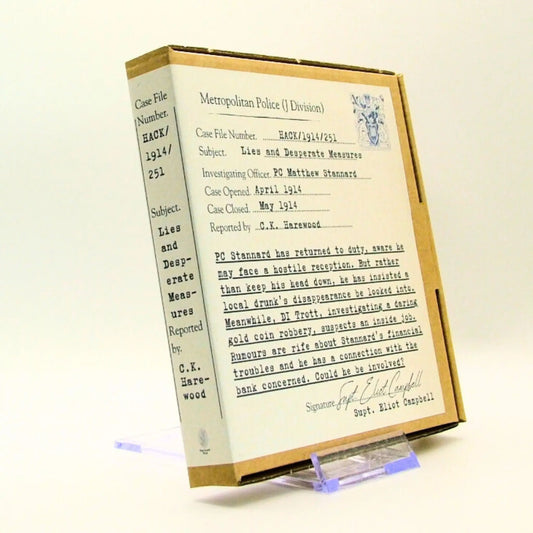 Case File
Number.
HACK/
1914/
251
Subject.
Lies
and
Desp-
erate
Meas-
ures
Reported
by.
C.K.
Hare-
wood
Metropolitan Police (J Division)
Case File Number. HACK/1914/251
Subject. Lies and Desperate Measures
Investigating Officer. PC Matthew Stannard
Case Opened. April 1914
Case Closed. May 1914
Reported by C.K. Harewood
PC Stannard has returned to duty, aware he
may face a hostile reception. But rather
than keep his head down, he has insisted a
local drunk's disappearance be looked into.
Meanwhile, DI Trott, investigating a daring
gold coin robbery, suspects an inside job.
Rumours are rife about Stannard's financial
troubles and he has a connection with the
bank concerned. Could he be involved?
Signature. Supt. Eliot Campbell
Supt. Eliot Campbell